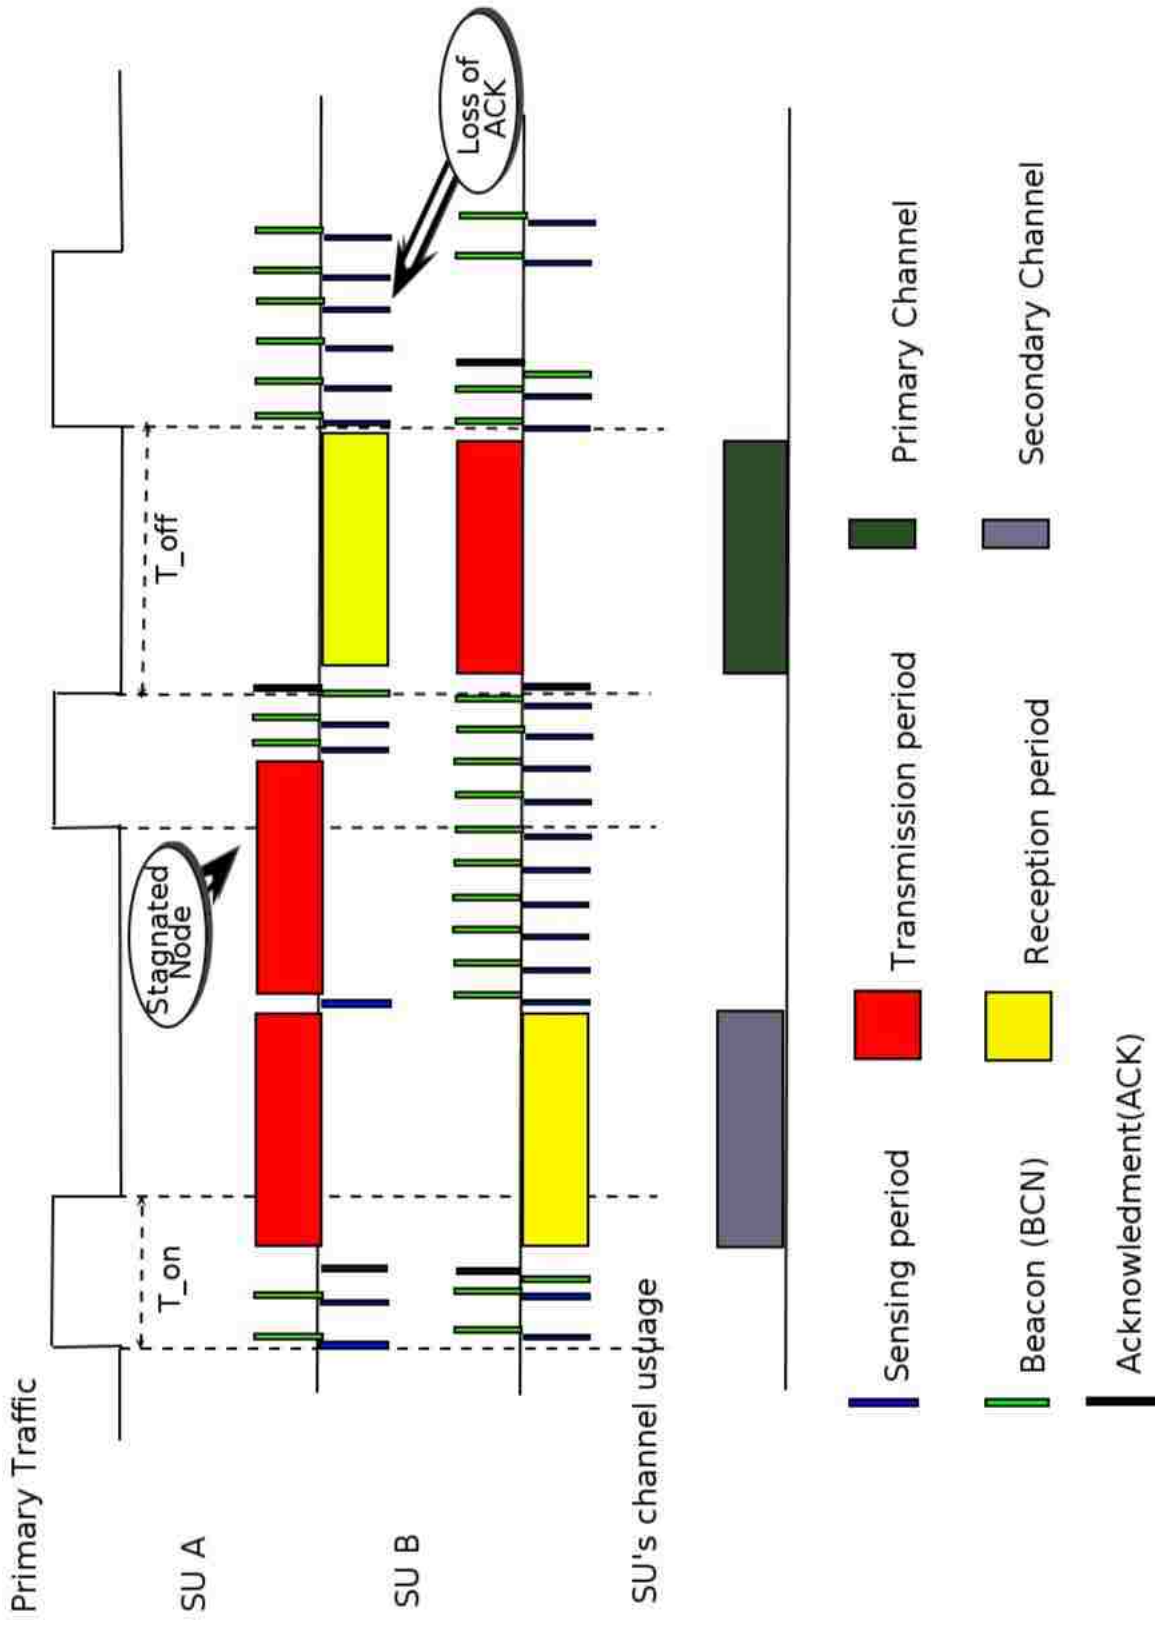 Primary Traffic
T_on
T_off
SU A
Stagnated
Node
Loss of
ACK
SU B
SU's channel usuage
Sensing period
Transmission period
Primary Channel
Beacon (BCN)
Reception period
Secondary Channel
Acknowledment(ACK)